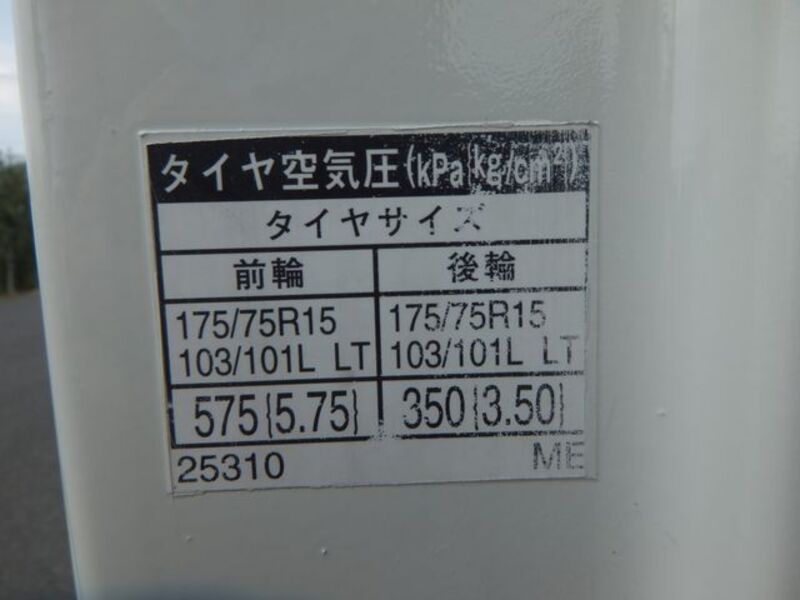 タイヤ空気圧(kPa{kg/cm²})
タイヤサイズ
前輪 後輪
175/75R15 175/75R15
103/101L LT 103/101L LT
575{5.75} 350{3.50}
25310 ME